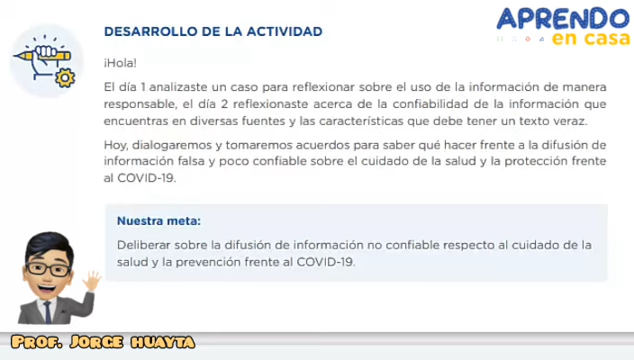 APRENDO
en casa
DESARROLLO DE LA ACTIVIDAD
¡Hola!
El día 1 analizaste un caso para reflexionar sobre el uso de la información de manera
responsable, el día 2 reflexionaste acerca de la confiabilidad de la información que
encuentras en diversas fuentes y las características que debe tener un texto veraz.
Hoy, dialogaremos y tomaremos acuerdos para saber qué hacer frente a la difusión de
información falsa y poco confiable sobre el cuidado de la salud y la protección frente
al COVID-19.
Nuestra meta:
Deliberar sobre la difusión de información no confiable respecto al cuidado de la
salud y la prevención frente al COVID-19.
PROF. JORGE HUAYTA